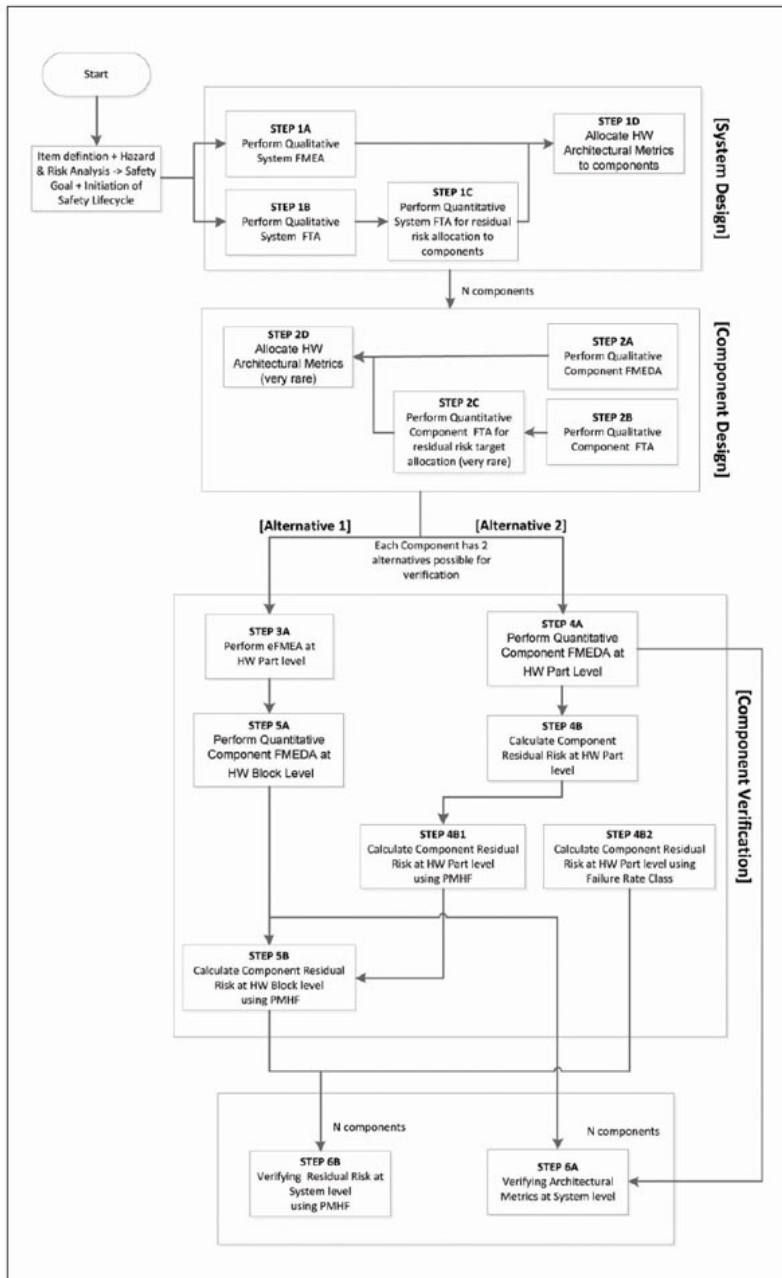 Start
Item defintion + Hazard
& Risk Analysis -> Safety
Goal + Initiation of
Safety Lifecycle
STEP 1A
Perform Qualitative
System FMEA
STEP 1B
Perform Qualitative
System FTA
STEP 1C
Perform Quantitative
System FTA for residual
risk allocation to
components
STEP 1D
Allocate HW
Architectural Metrics
to components
[System Design]
N components
STEP 2D
Allocate HW
Architectural Metrics
(very rare)
STEP 2A
Perform Qualitative
Component FMEDA
STEP 2C
Perform Quantitative
Component FTA for
residual risk target
allocation (very rare)
STEP 2B
Perform Qualitative
Component FTA
[Component Design]
[Alternative 1]
[Alternative 2]
Each Component has 2
alternatives possible for
verification
STEP 3A
Perform eFMEA at
HW Part level
STEP 4A
Perform Quantitative
Component FMEDA at
HW Part Level
STEP 5A
Perform Quantitative
Component FMEDA at
HW Block Level
STEP 4B
Calculate Component
Residual Risk at HW Part
level
STEP 4B1
Calculate Component Residual
Risk at HW Part level
using PMHF
STEP 4B2
Calculate Component Residual
Risk at HW Part level using
Failure Rate Class
[Component Verification]
STEP 5B
Calculate Component Residual
Risk at HW Block level
using PMHF
N components
N components
STEP 6B
Verifying Residual Risk at
System level
using PMHF
STEP 6A
Verifying Architectural
Metrics at System level